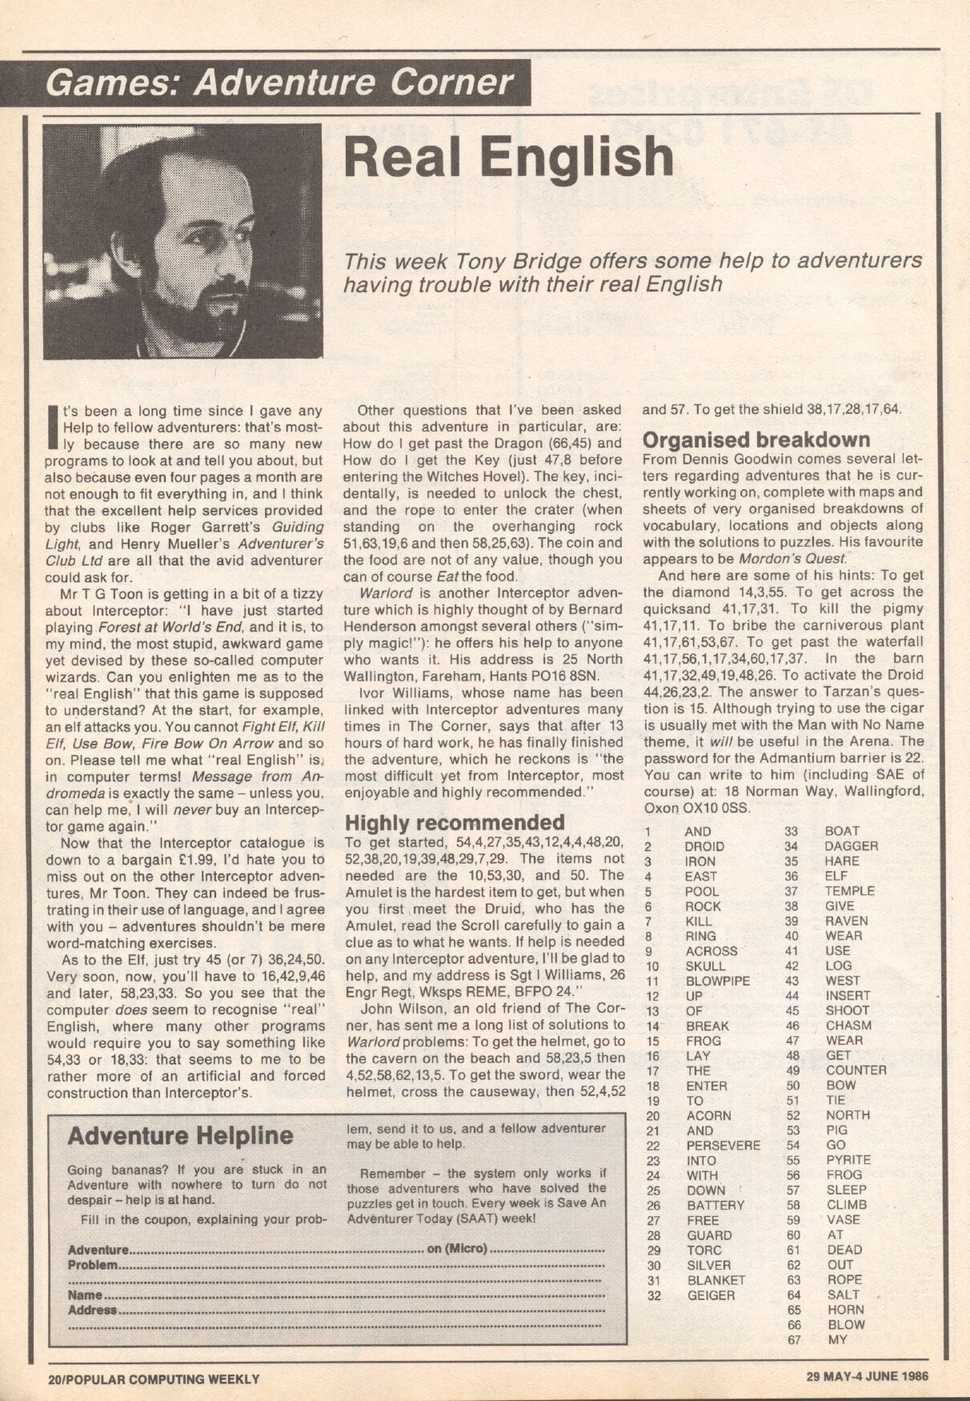 Games: Adventure Corner
Real English
This week Tony Bridge offers some help to adventurers
having trouble with their real English
It's been a long time since I gave any
Help to fellow adventurers: that's most-
ly because there are so many new
programs to look at and tell you about, but
also because even four pages a month are
not enough to fit everything in, and I think
that the excellent help services provided
by clubs like Roger Garrett's Guiding
Light, and Henry Mueller's Adventurer's
Club Ltd are all that the avid adventurer
could ask for.
Mr T G Toon is getting in a bit of a tizzy
about Interceptor: "I have just started
playing Forest at World's End, and it is, to
my mind, the most stupid, awkward game
yet devised by these so-called computer
wizards. Can you enlighten me as to the
"real English" that this game is supposed
to understand? At the start, for example,
an elf attacks you. You cannot Fight Elf, Kill
Elf, Use Bow, Fire Bow On Arrow and so
on. Please tell me what "real English" is,
in computer terms! Message from An-
dromeda is exactly the same – unless you,
can help me, I will never buy an Intercep-
tor game again."
Now that the Interceptor catalogue is
down to a bargain £1.99, I'd hate you to
miss out on the other Interceptor adven-
tures, Mr Toon. They can indeed be frus-
trating in their use of language, and I agree
with you – adventures shouldn't be mere
word-matching exercises.
As to the Elf, just try 45 (or 7) 36,24,50.
Very soon, now, you'll have to 16,42,9,46
and later, 58,23,33. So you see that the
computer does seem to recognise "real"
English, where many other programs
would require you to say something like
54,33 or 18,33: that seems to me to be
rather more of an artificial and forced
construction than Interceptor's.
Other questions that I've been asked
about this adventure in particular, are:
How do I get past the Dragon (66,45) and
How do I get the Key (just 47,8 before
entering the Witches Hovel). The key, inci-
dentally, is needed to unlock the chest,
and the rope to enter the crater (when
standing on the overhanging rock
51,63,19,6 and then 58,25,63). The coin and
the food are not of any value, though you
can of course Eat the food.
Warlord is another Interceptor adven-
ture which is highly thought of by Bernard
Henderson amongst several others ("sim-
ply magic!"): he offers his help to anyone
who wants it. His address is 25 North
Wallington, Fareham, Hants PO16 8SN.
Ivor Williams, whose name has been
linked with Interceptor adventures many
times in The Corner, says that after 13
hours of hard work, he has finally finished
the adventure, which he reckons is "the
most difficult yet from Interceptor, most
enjoyable and highly recommended."
Highly recommended
To get started, 54,4,27,35,43,12,4,4,48,20,
52,38,20,19,39,48,29,7,29. The items not
needed are the 10,53,30, and 50. The
Amulet is the hardest item to get, but when
you first meet the Druid, who has the
Amulet, read the Scroll carefully to gain a
clue as to what he wants. If help is needed
on any Interceptor adventure, I'll be glad to
help, and my address is Sgt I Williams, 26
Engr Regt, Wksps REME, BFPO 24."
John Wilson, an old friend of The Cor-
ner, has sent me a long list of solutions to
Warlord problems: To get the helmet, go to
the cavern on the beach and 58,23,5 then
4,52,58,62,13,5. To get the sword, wear the
helmet, cross the causeway, then 52,4,52
and 57. To get the shield 38,17,28,17,64.
Organised breakdown
From Dennis Goodwin comes several let-
ters regarding adventures that he is cur-
rently working on, complete with maps and
sheets of very organised breakdowns of
vocabulary, locations and objects along
with the solutions to puzzles. His favourite
appears to be Mordon's Quest.
And here are some of his hints: To get
the diamond 14,3,55. To get across the
quicksand 41,17,31. To kill the pigmy
41,17,11. To bribe the carniverous plant
41,17,61,53,67. To get past the waterfall
41,17,56,1,17,34,60,17,37. In the barn
41,17,32,49,19,48,26. To activate the Droid
44,26,23,2. The answer to Tarzan's ques-
tion is 15. Although trying to use the cigar
is usually met with the Man with No Name
theme, it will be useful in the Arena. The
password for the Admantium barrier is 22.
You can write to him (including SAE of
course) at: 18 Norman Way, Wallingford,
Oxon OX10 0SS.
1 AND 33 BOAT
2 DROID 34 DAGGER
3 IRON 35 HARE
4 EAST 36 ELF
5 POOL 37 TEMPLE
6 ROCK 38 GIVE
7 KILL 39 RAVEN
8 RING 40 WEAR
9 ACROSS 41 USE
10 SKULL 42 LOG
11 BLOWPIPE 43 WEST
12 UP 44 INSERT
13 OF 45 SHOOT
14 BREAK 46 CHASM
15 FROG 47 WEAR
16 LAY 48 GET
17 THE 49 COUNTER
18 ENTER 50 BOW
19 TO 51 TIE
20 ACORN 52 NORTH
21 AND 53 PIG
22 PERSEVERE 54 GO
23 INTO 55 PYRITE
24 WITH 56 FROG
25 DOWN 57 SLEEP
26 BATTERY 58 CLIMB
27 FREE 59 VASE
28 GUARD 60 AT
29 TORC 61 DEAD
30 SILVER 62 OUT
31 BLANKET 63 ROPE
32 GEIGER 64 SALT
65 HORN
66 BLOW
67 MY
Adventure Helpline
Going bananas? If you are stuck in an
Adventure with nowhere to turn do not
despair – help is at hand.
Fill in the coupon, explaining your prob-
lem, send it to us, and a fellow adventurer
may be able to help.
Remember – the system only works if
those adventurers who have solved the
puzzles get in touch. Every week is Save An
Adventurer Today (SAAT) week!
Adventure.......... on (Micro)..........
Problem..........
Name..........
Address..........
20/POPULAR COMPUTING WEEKLY
29 MAY-4 JUNE 1986